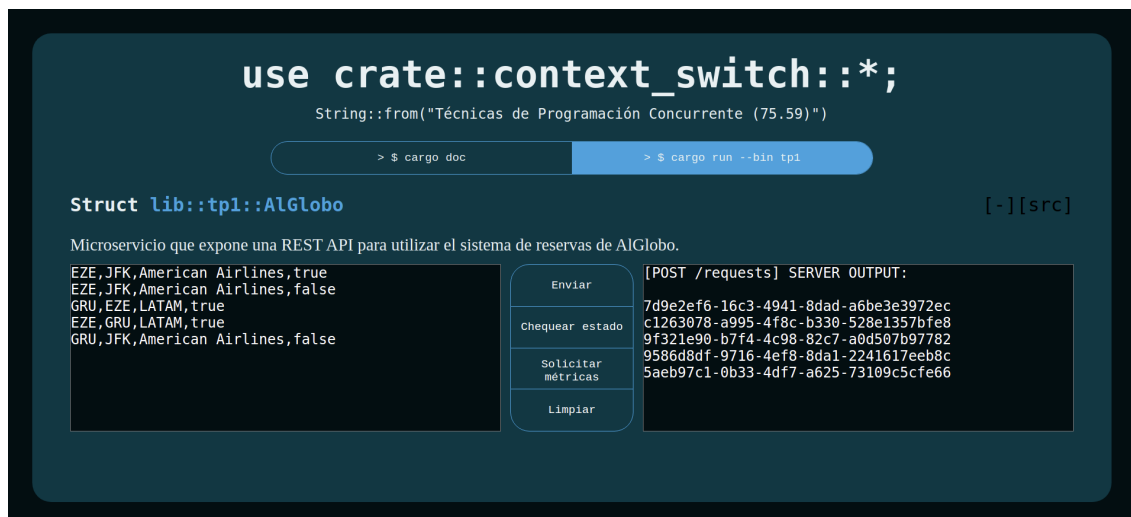 use crate::context_switch::*;
String::from("Técnicas de Programación Concurrente (75.59)")
> $ cargo doc
> $ cargo run --bin tp1
Struct lib::tp1::AlGlobo
[-][src]
Microservicio que expone una REST API para utilizar el sistema de reservas de AlGlobo.
EZE,JFK,American Airlines,true
EZE,JFK,American Airlines,false
GRU,EZE,LATAM,true
EZE,GRU,LATAM,true
GRU,JFK,American Airlines,false
Enviar
Chequear estado
Solicitar
métricas
Limpiar
[POST /requests] SERVER OUTPUT:
7d9e2ef6-16c3-4941-8dad-a6be3e3972ec
c1263078-a995-4f8c-b330-528e1357bfe8
9f321e90-b7f4-4c98-82c7-a0d507b97782
9586d8df-9716-4ef8-8da1-2241617eeb8c
5aeb97c1-0b33-4df7-a625-73109c5cfe66